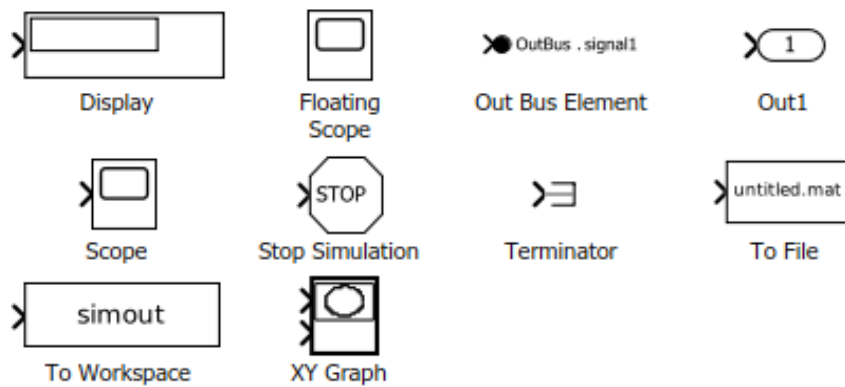 OutBus . signal1
1
Display
Floating
Scope
Out Bus Element
Out1
STOP
untitled.mat
Scope
Stop Simulation
Terminator
To File
simout
To Workspace
XY Graph